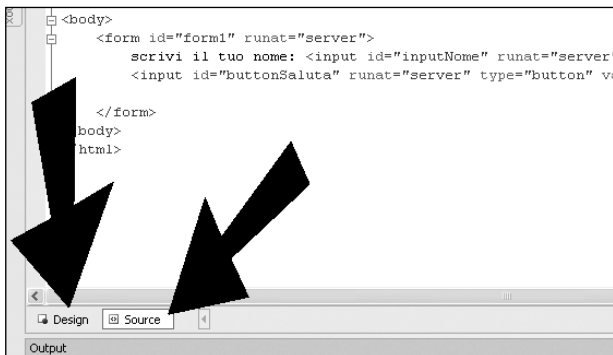 <body>
<form id="form1" runat="server">
scrivi il tuo nome: <input id="inputNome" runat="server"
<input id="buttonSaluta" runat="server" type="button"
</form>
body>
html>
Design Source
Output